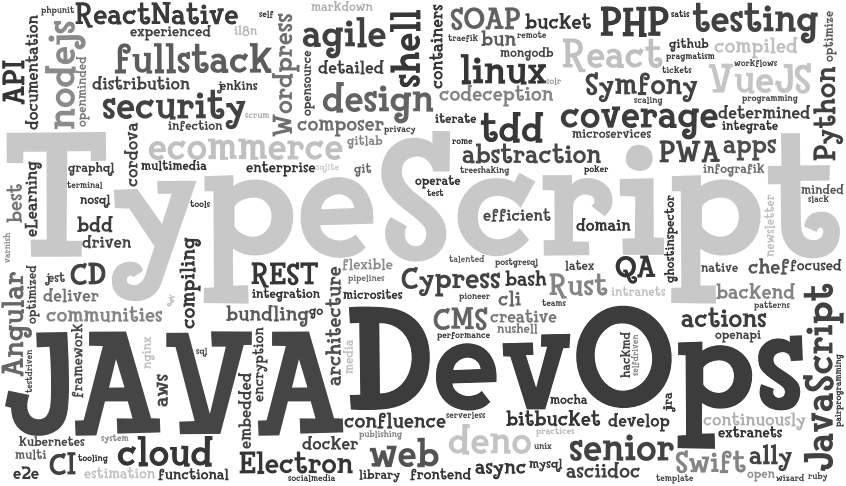 phpunit
ReactNative
self
markdown
SOAP
bucket
PHP
satis
testing
experienced
i18n
Wordpress
agile
shell
containers
traefik
bun
remote
mongodb
React
github
compiled
optimize
pragmatism
API
documentation
nodejs
openminded
fullstack
opensource
detailed
linux
solr
tickets
workflows
VueJS
distribution
jenkins
design
codeception
Symfony
scaling
programming
Python
security
scrum
infection
composer
privacy
iterate
tdd
coverage
determined
integrate
microservices
cordova
ecommerce
gitlab
rome
abstraction
PWA
apps
TypeScript
graphql
multimedia
enterprise
sqlite
git
treeshaking
poker
infografik
eLearning
best
terminal
operate
test
minded
slack
nosql
tools
efficient
domain
ghostinspector
newsletter
varnish
bdd
driven
compiling
jest
CD
REST
flexible
talented
postgresql
latex
QA
native
chef
focused
Angular
optimized
deliver
integration
pipelines
microsites
Cypress
bash
pioneer
cli
Rust
intranets
backend
patterns
communities
bundling
go
architecture
CMS
creative
teams
nushell
performance
actions
openapi
JavaScript
testdriven
framework
JAVA
nginx
sql
aws
encryption
embedded
media
DevOps
hackmd
selfdriven
mocha
jira
pairprogramming
confluence
serverless
bitbucket
develop
continuously
extranets
kubernetes
system
cloud
docker
publishing
web
deno
practices
unix
senior
multi
CI
tooling
Electron
Swift
ally
e2e
estimation
functional
socialmedia
library
frontend
async
mysql
asciidoc
template
open
wizard
ruby